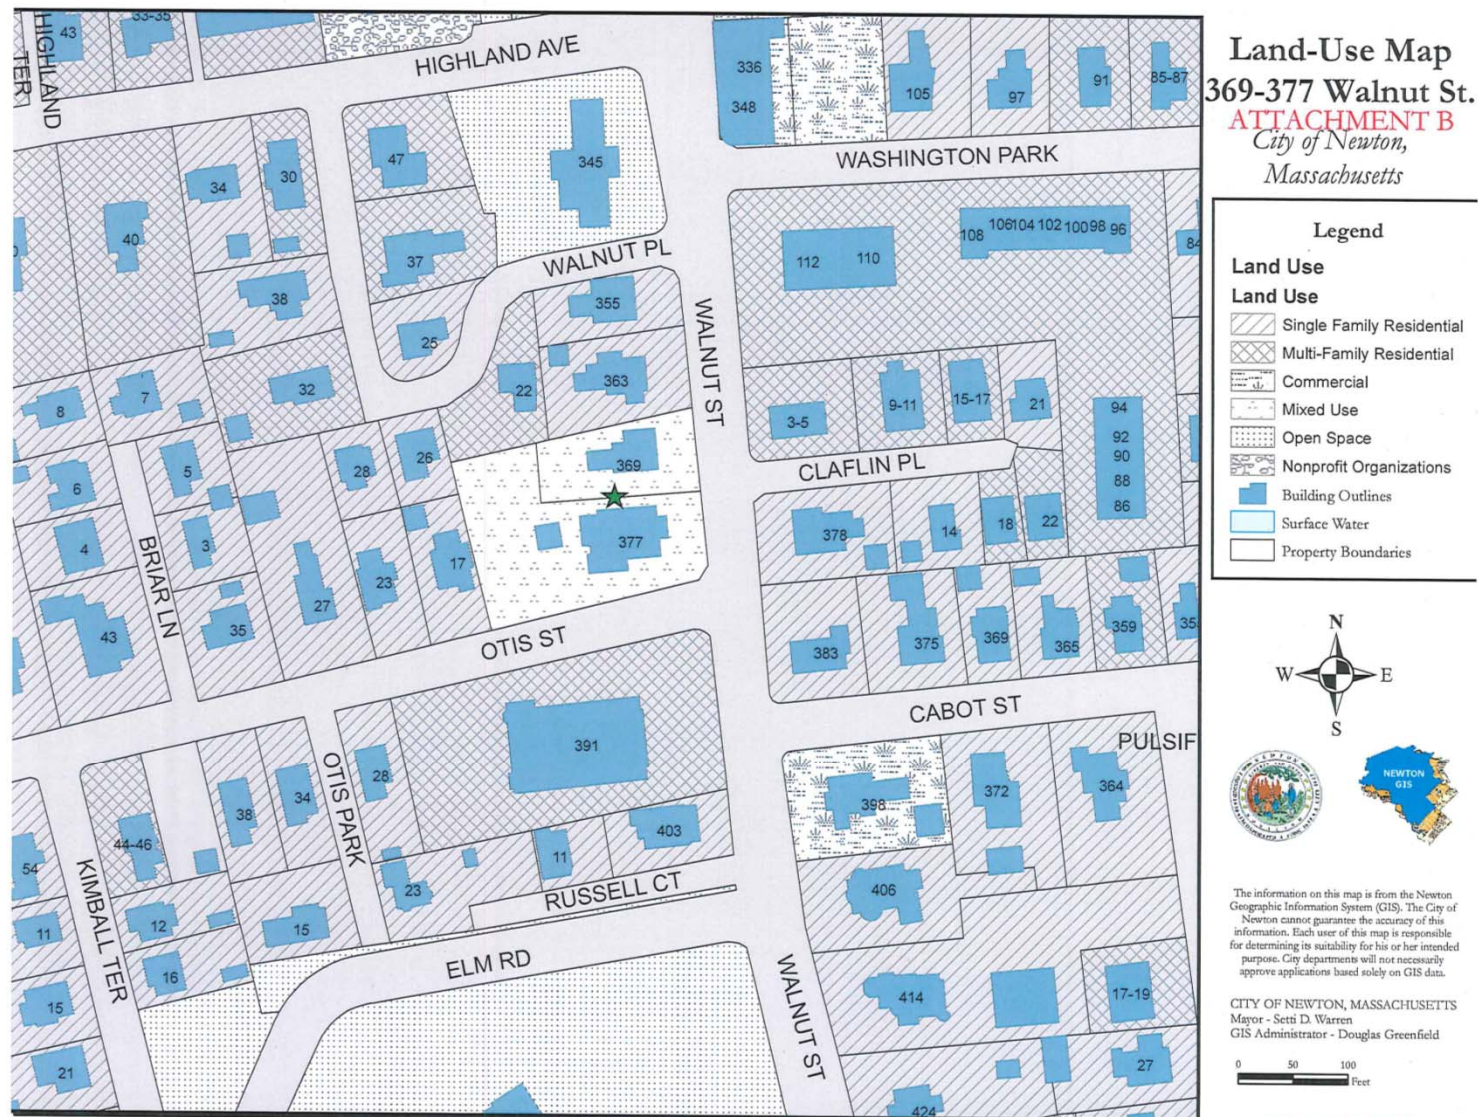 Land-Use Map
369-377 Walnut St.
ATTACHMENT B
City of Newton,
Massachusetts
Legend
Land Use
Land Use
Single Family Residential
Multi-Family Residential
Commercial
Mixed Use
Open Space
Nonprofit Organizations
Building Outlines
Surface Water
Property Boundaries
N
W E
S
NEWTON
GIS
The information on this map is from the Newton
Geographic Information System (GIS). The City of
Newton cannot guarantee the accuracy of this
information. Each user of this map is responsible
for determining its suitability for his or her intended
purpose. City departments will not necessarily
approve applications based solely on GIS data.
CITY OF NEWTON, MASSACHUSETTS
Mayor - Setti D. Warren
GIS Administrator - Douglas Greenfield
0 50 100
Feet
HIGHLAND
TER
43
33-35
HIGHLAND AVE
336
348
105
97
91
85-87
WASHINGTON PARK
47
345
34
30
40
37
WALNUT PL
38
25
355
WALNUT ST
112
110
108
106
104
102
100
98
96
84
32
22
363
8
7
3-5
9-11
15-17
21
94
92
90
88
86
CLAFLIN PL
5
28
26
369
6
4
3
BRIAR LN
377
378
14
18
22
17
23
27
35
43
OTIS ST
383
375
369
365
359
CABOT ST
PULSIF
391
28
OTIS PARK
34
38
44-46
54
KIMBALL TER
398
372
364
403
11
23
RUSSELL CT
406
12
15
11
16
ELM RD
WALNUT ST
414
17-19
15
21
27
424